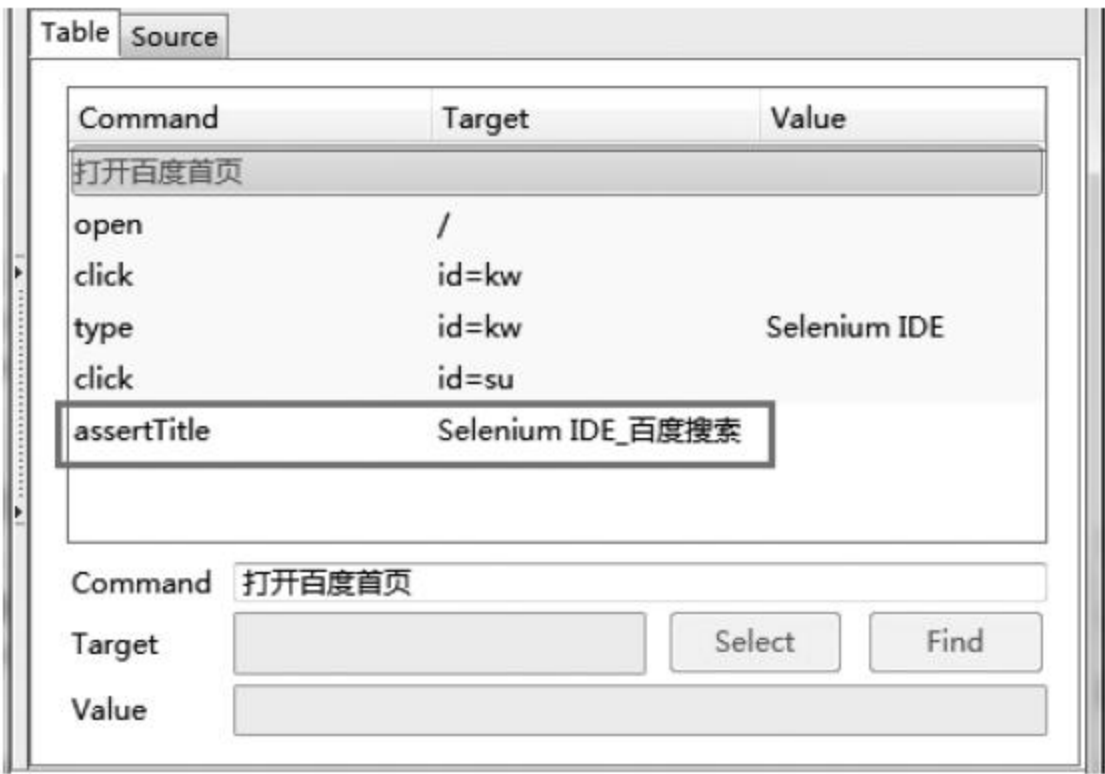 Table Source
Command Target Value
打开百度首页
open /
click id=kw
type id=kw Selenium IDE
click id=su
assertTitle Selenium IDE_百度搜索
Command 打开百度首页
Target Select Find
Value